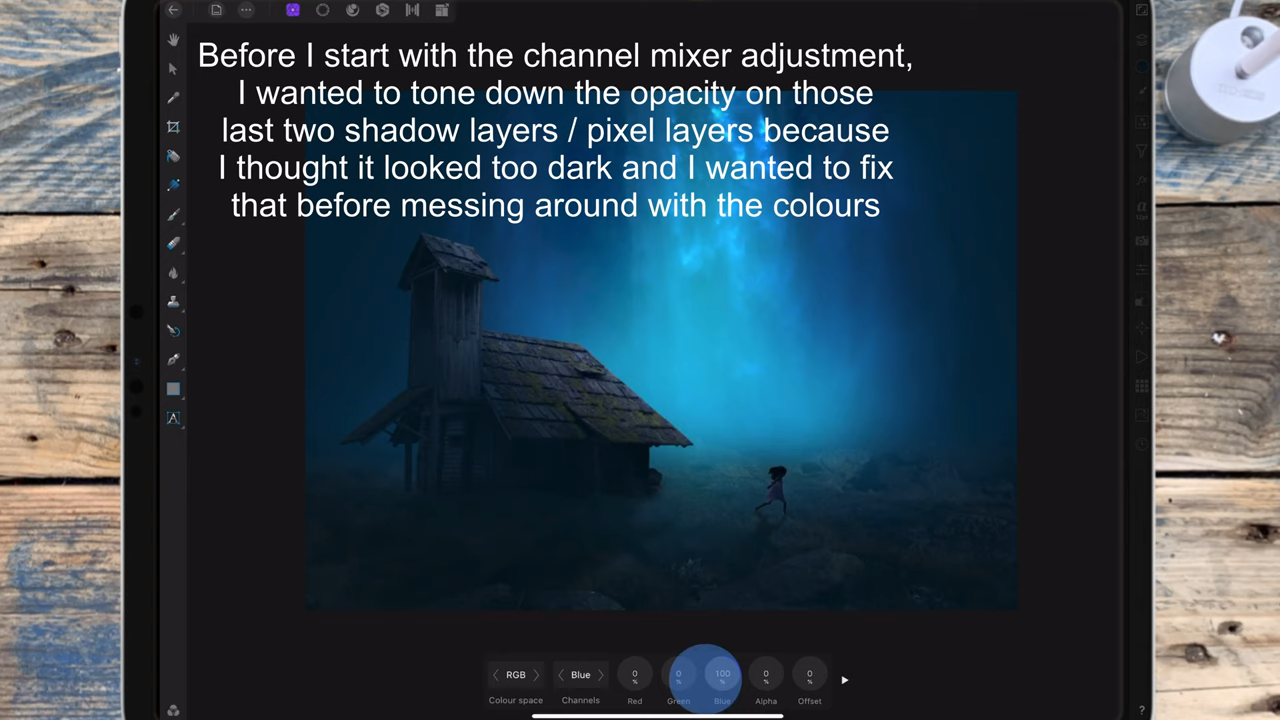 Before I start with the channel mixer adjustment,
I wanted to tone down the opacity on those
last two shadow layers / pixel layers because
I thought it looked too dark and I wanted to fix
that before messing around with the colours
RGB
Blue
0 %
0 %
100 %
0 %
0 %
Colour space
Channels
Red
Green
Blue
Alpha
Offset
A
?